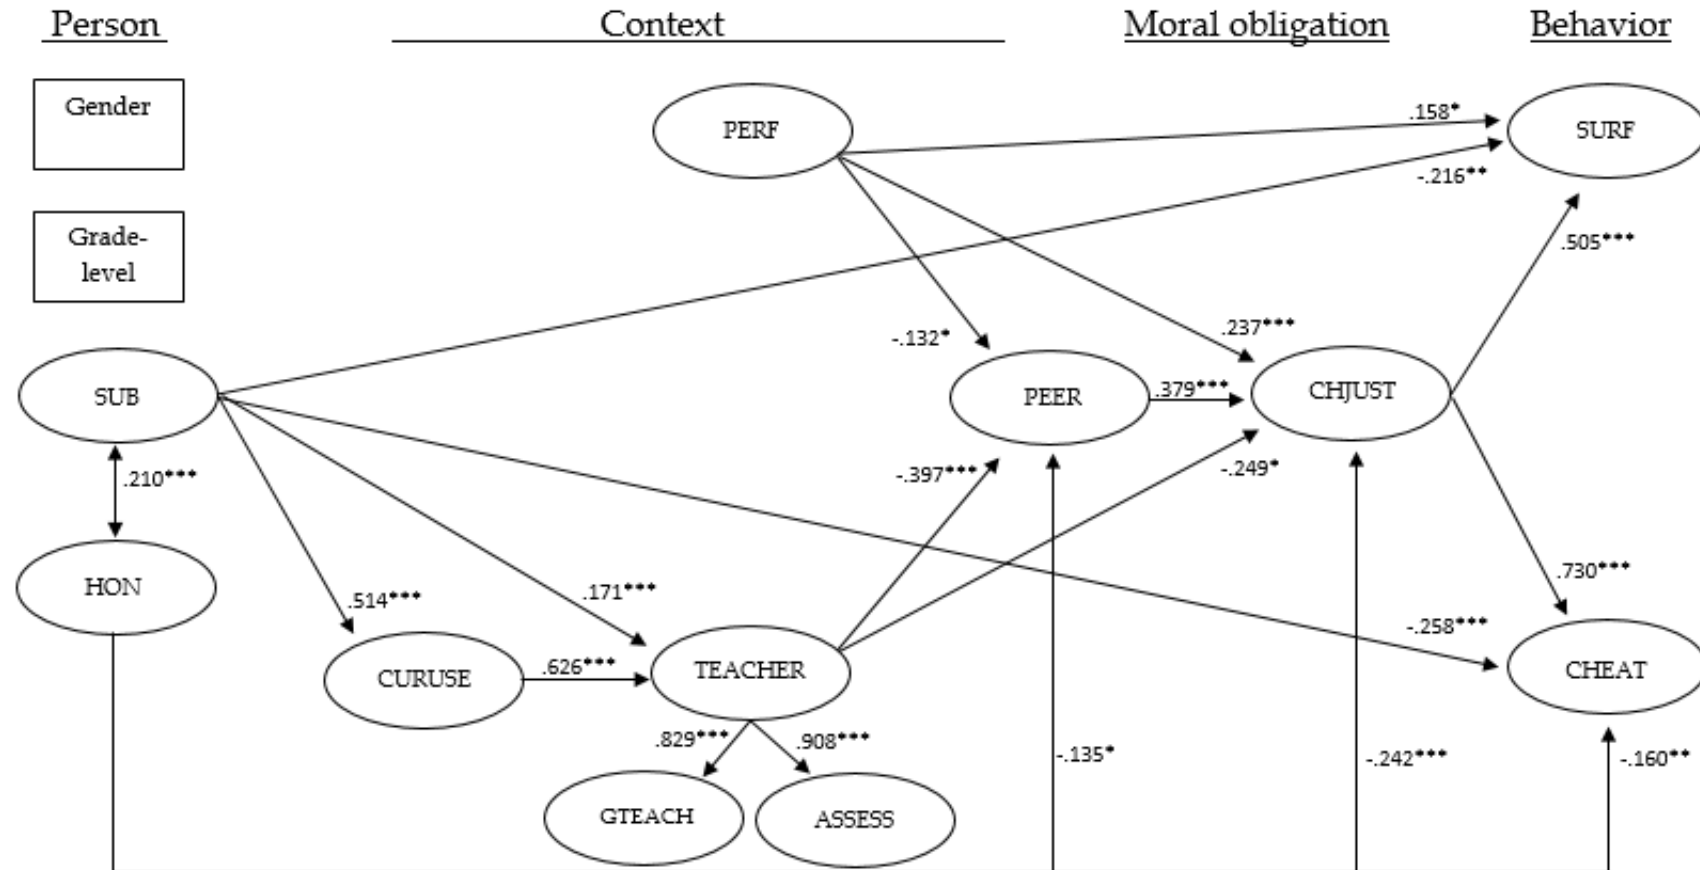 Person
Context
Moral obligation
Behavior
Gender
PERF
.158*
SURF
-.216**
Grade-
level
.505***
-.132*
.237***
SUB
PEER
.379***
CHJUST
.210***
-.397***
-.249*
HON
.514***
.171***
.730***
-.258***
CURUSE
.626***
TEACHER
CHEAT
.829***
.908***
-.135*
-.242***
-.160**
GTEACH
ASSESS